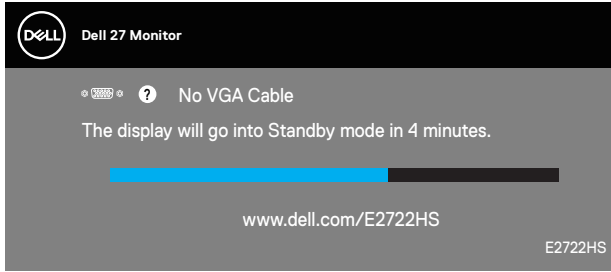 DELL
Dell 27 Monitor
? No VGA Cable
The display will go into Standby mode in 4 minutes.
www.dell.com/E2722HS
E2722HS